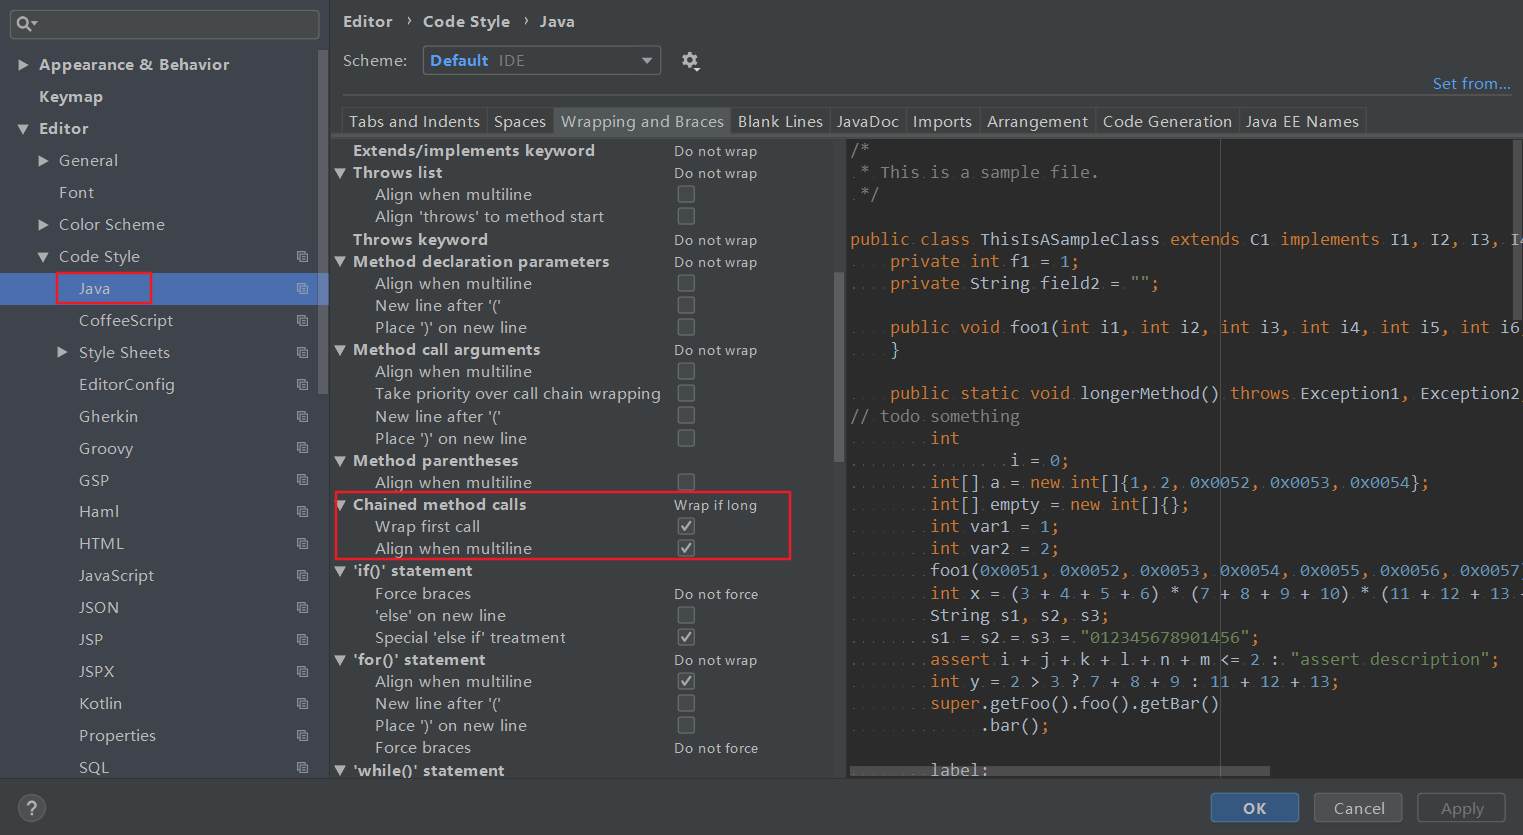 Appearance & Behavior
Keymap
Editor
General
Font
Color Scheme
Code Style
Java
CoffeeScript
Style Sheets
EditorConfig
Gherkin
Groovy
GSP
Haml
HTML
JavaScript
JSON
JSP
JSPX
Kotlin
Properties
SQL
Editor › Code Style › Java
Scheme: Default IDE
Set from...
Tabs and Indents Spaces Wrapping and Braces Blank Lines JavaDoc Imports Arrangement Code Generation Java EE Names
Extends/implements keyword Do not wrap
Throws list Do not wrap
Align when multiline
Align 'throws' to method start
Throws keyword Do not wrap
Method declaration parameters Do not wrap
Align when multiline
New line after '('
Place ')' on new line
Method call arguments Do not wrap
Align when multiline
Take priority over call chain wrapping
New line after '('
Place ')' on new line
Method parentheses
Align when multiline
Chained method calls Wrap if long
Wrap first call
Align when multiline
'if()' statement
Force braces Do not force
'else' on new line
Special 'else if' treatment
'for()' statement Do not wrap
Align when multiline
New line after '('
Place ')' on new line
Force braces Do not force
'while()' statement
/*
* This is a sample file.
*/
public class ThisIsASampleClass extends C1 implements I1, I2, I3, I4
private int f1 = 1;
private String field2 = "";
public void foo1(int i1, int i2, int i3, int i4, int i5, int i6
}
public static void longerMethod() throws Exception1, Exception2
// todo something
int
i = 0;
int[] a = new int[]{1, 2, 0x0052, 0x0053, 0x0054};
int[] empty = new int[]{};
int var1 = 1;
int var2 = 2;
foo1(0x0051, 0x0052, 0x0053, 0x0054, 0x0055, 0x0056, 0x0057
int x = (3 + 4 + 5 + 6) * (7 + 8 + 9 + 10) * (11 + 12 + 13 +
String s1, s2, s3;
s1 = s2 = s3 = "012345678901456";
assert i + j + k + l + n + m <= 2 : "assert description";
int y = 2 > 3 ? 7 + 8 + 9 : 11 + 12 + 13;
super.getFoo().foo().getBar()
.bar();
label:
?
OK Cancel Apply